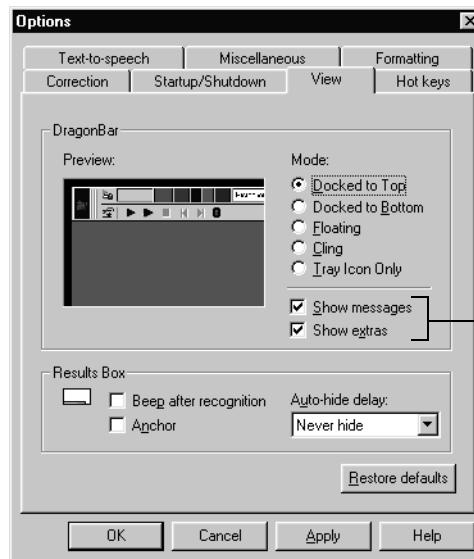 Options
Text-to-speech Miscellaneous Formatting
Correction Startup/Shutdown View Hot keys
DragonBar
Preview:
Mode:
Docked to Top
Docked to Bottom
Floating
Cling
Tray Icon Only
Show messages
Show extras
Results Box
Beep after recognition
Anchor
Auto-hide delay:
Never hide
Restore defaults
OK Cancel Apply Help